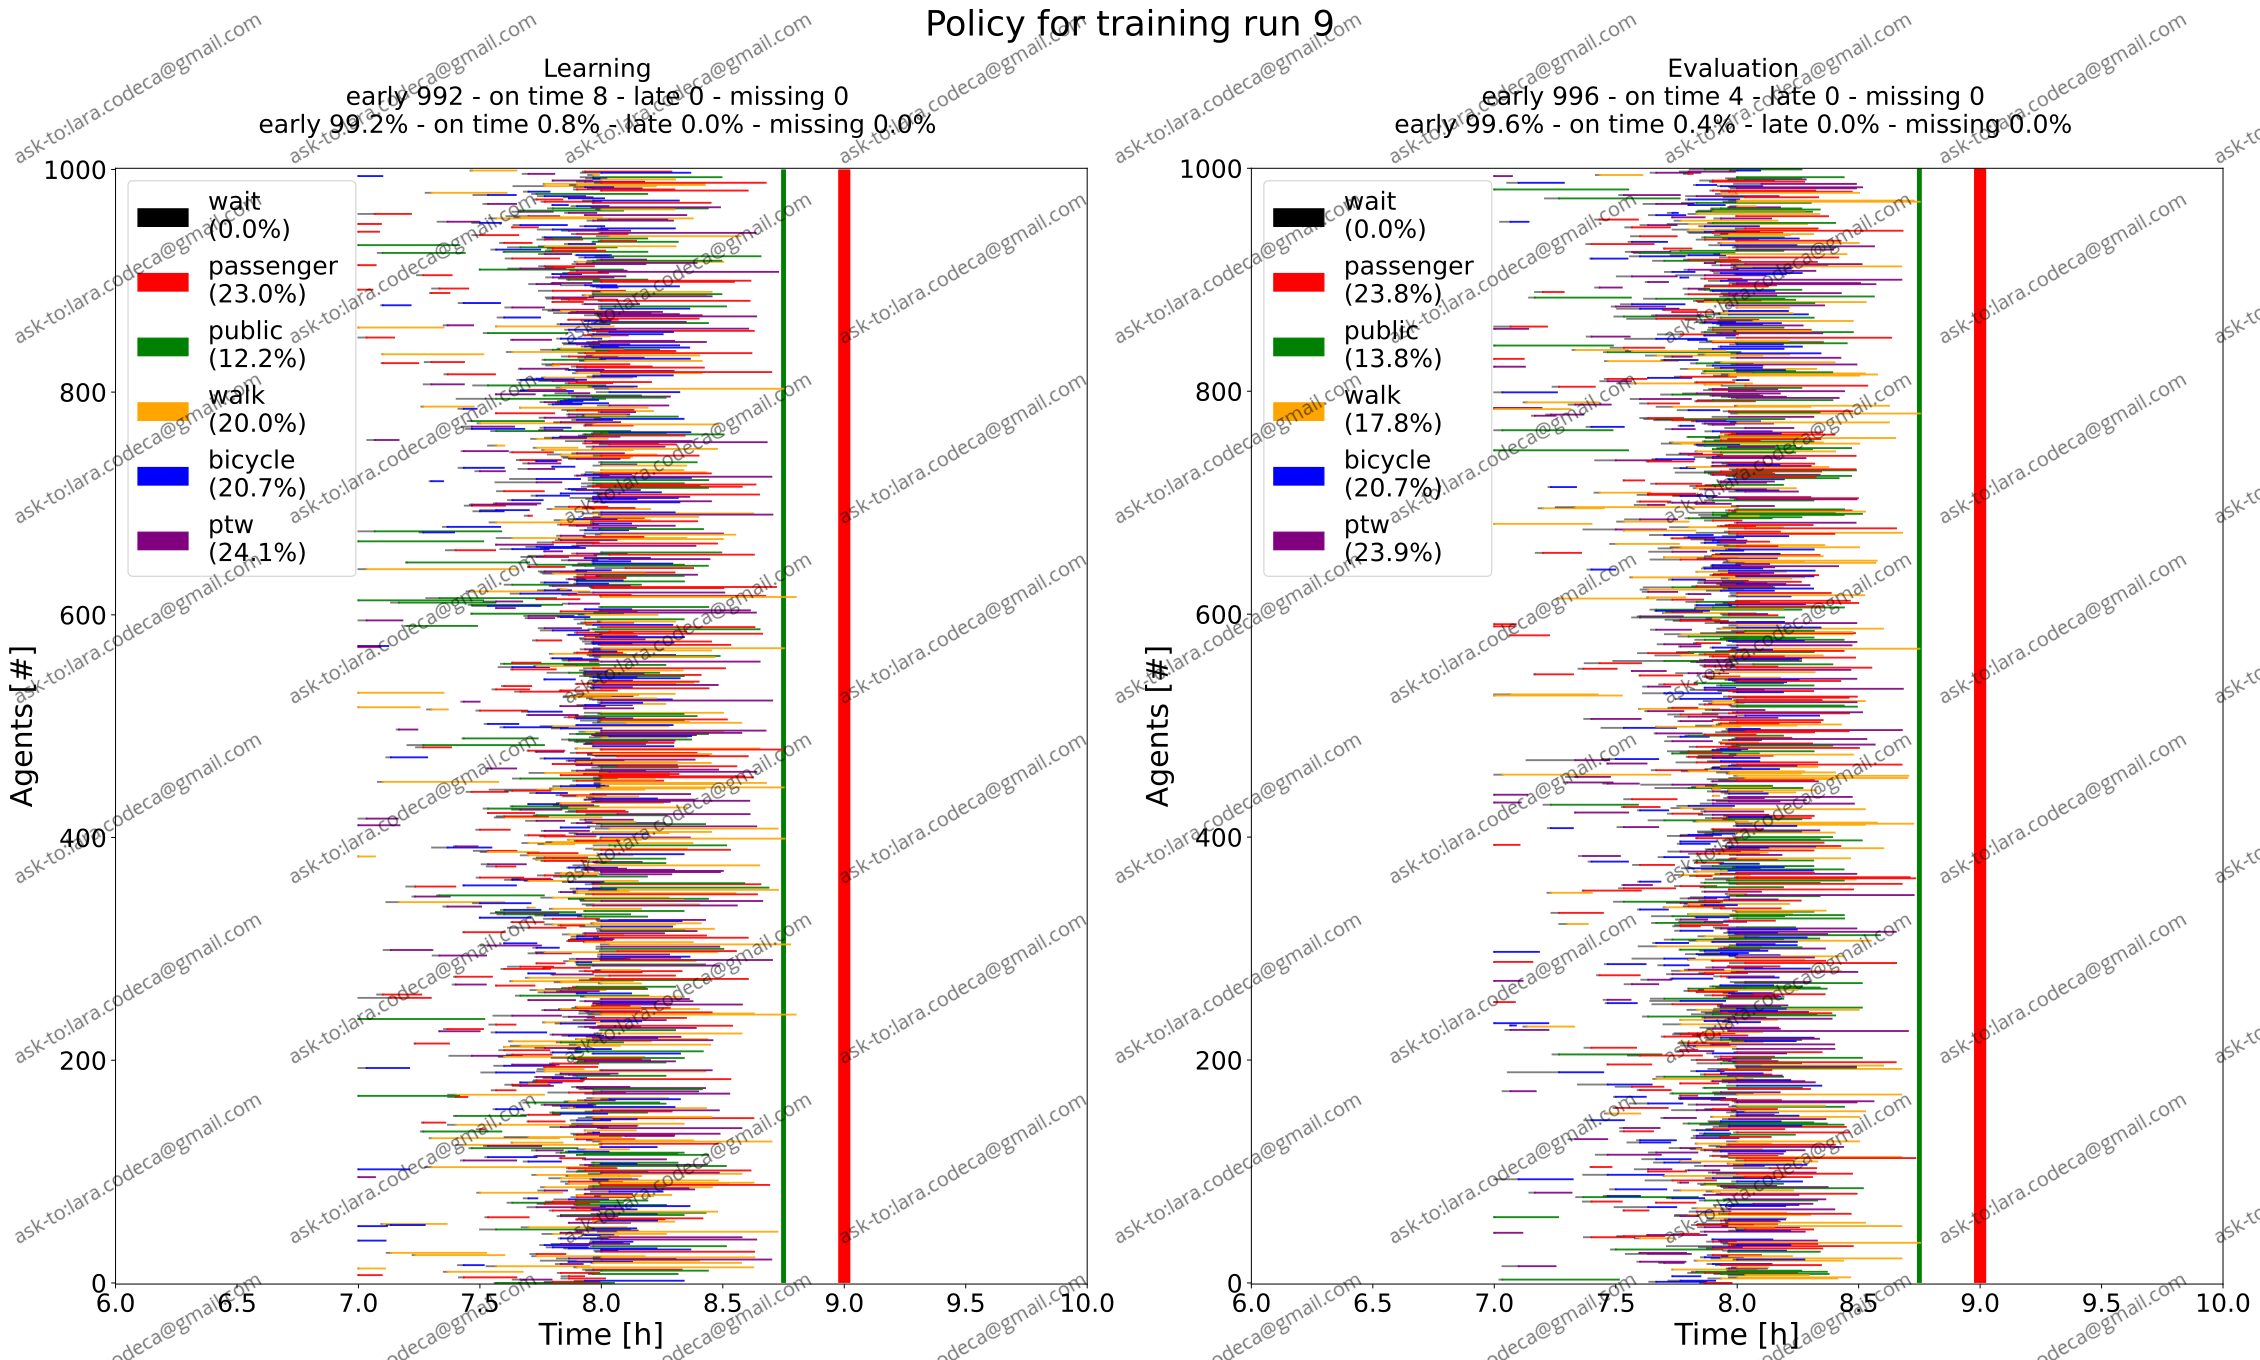 Policy for training run 9
Learning
early 992 - on time 8 - late 0 - missing 0
early 99.2% - on time 0.8% - late 0.0% - missing 0.0%
Evaluation
early 996 - on time 4 - late 0 - missing 0
early 99.6% - on time 0.4% - late 0.0% - missing 0.0%
wait
(0.0%)
passenger
(23.0%)
public
(12.2%)
walk
(20.0%)
bicycle
(20.7%)
ptw
(24.1%)
1000
800
600
400
200
0
Agents [#]
6.0 6.5 7.0 7.5 8.0 8.5 9.0 9.5 10.0
Time [h]
wait
(0.0%)
passenger
(23.8%)
public
(13.8%)
walk
(17.8%)
bicycle
(20.7%)
ptw
(23.9%)
1000
800
600
400
200
0
Agents [#]
6.0 6.5 7.0 7.5 8.0 8.5 9.0 9.5 10.0
Time [h]
ask-to:lara.codeca@gmail.com